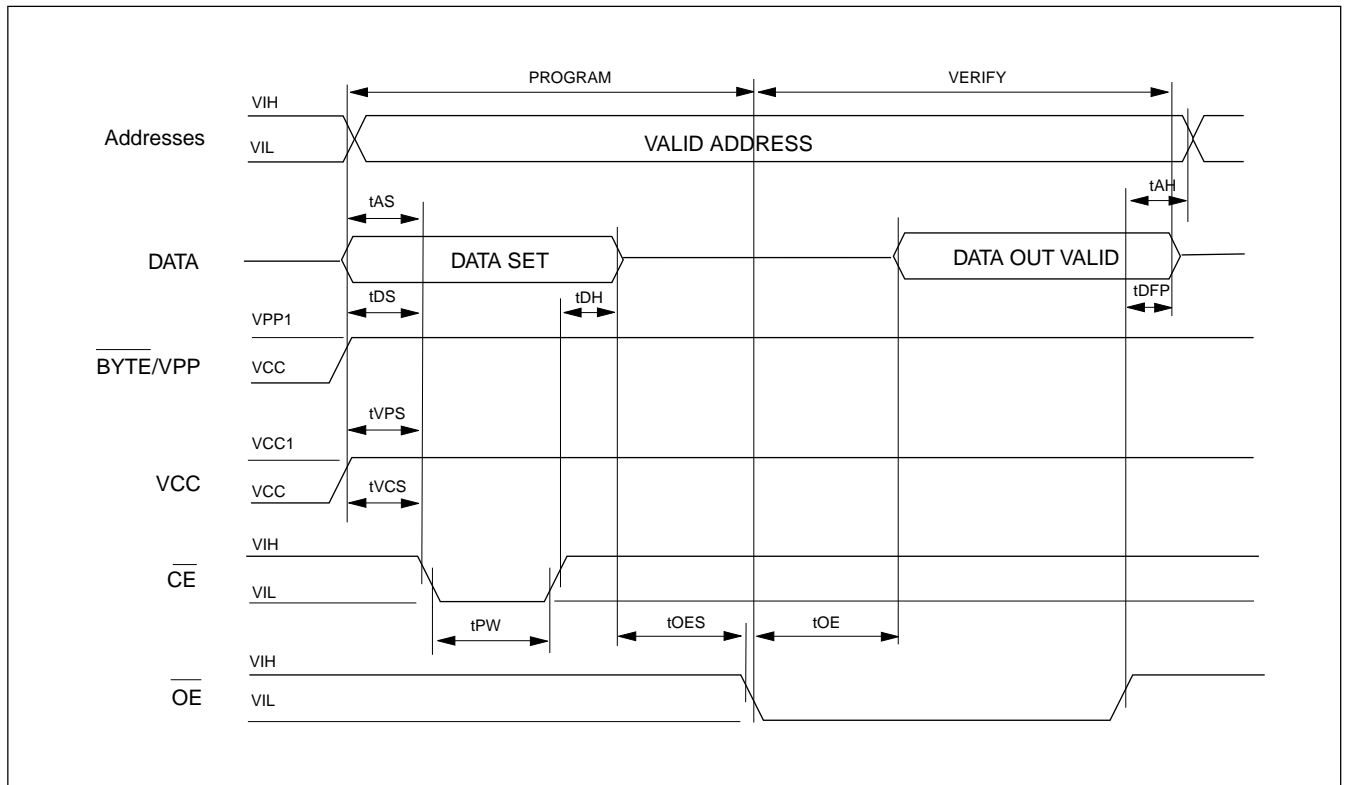 PROGRAM VERIFY
VIH
Addresses VIL VALID ADDRESS
tAS tAH
DATA DATA SET DATA OUT VALID
tDS tDH tDFP
VPP1
BYTE/VPP VCC
tVPS
VCC1
VCC VCC tVCS
VIH
CE
VIL
tPW tOES tOE
VIH
OE VIL